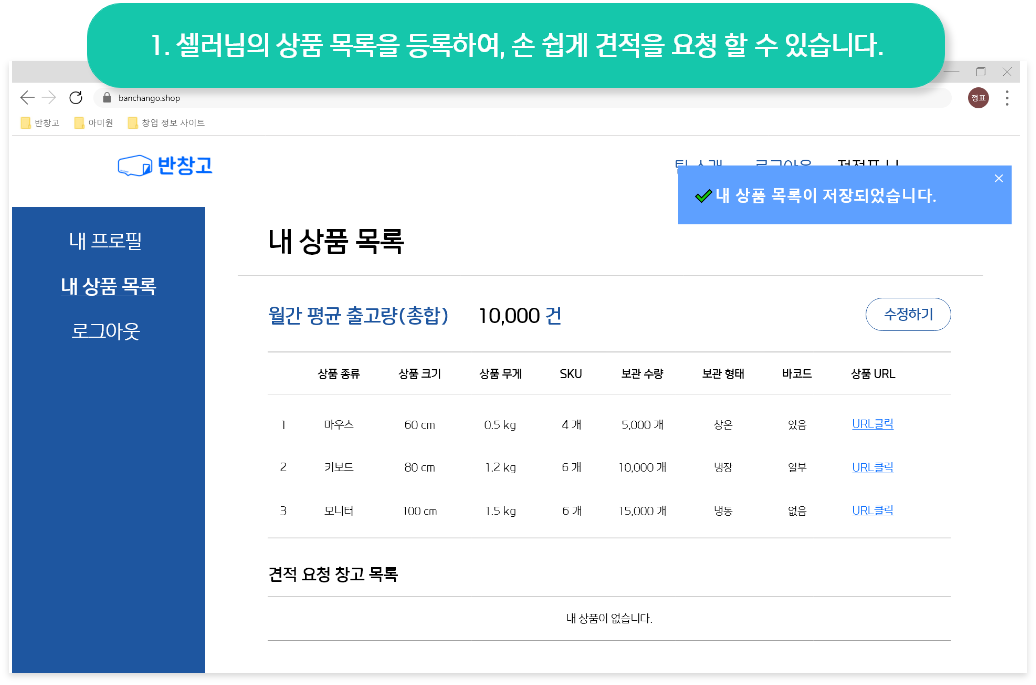 1. 셀러님의 상품 목록을 등록하여, 손 쉽게 견적을 요청 할 수 있습니다.
banchango.shop
정표
반창고 아미원 창업 정보 사이트
반창고
팀 소개 로그아웃
✔ 내 상품 목록이 저장되었습니다. ×
내 프로필
내 상품 목록
로그아웃
내 상품 목록
월간 평균 출고량(총합) 10,000 건 수정하기
상품 종류 상품 크기 상품 무게 SKU 보관 수량 보관 형태 바코드 상품 URL
1 마우스 60 cm 0.5 kg 4 개 5,000 개 상온 있음 URL클릭
2 키보드 80 cm 1.2 kg 6 개 10,000 개 냉장 일부 URL클릭
3 모니터 100 cm 1.5 kg 6 개 15,000 개 냉동 없음 URL클릭
견적 요청 창고 목록
내 상품이 없습니다.